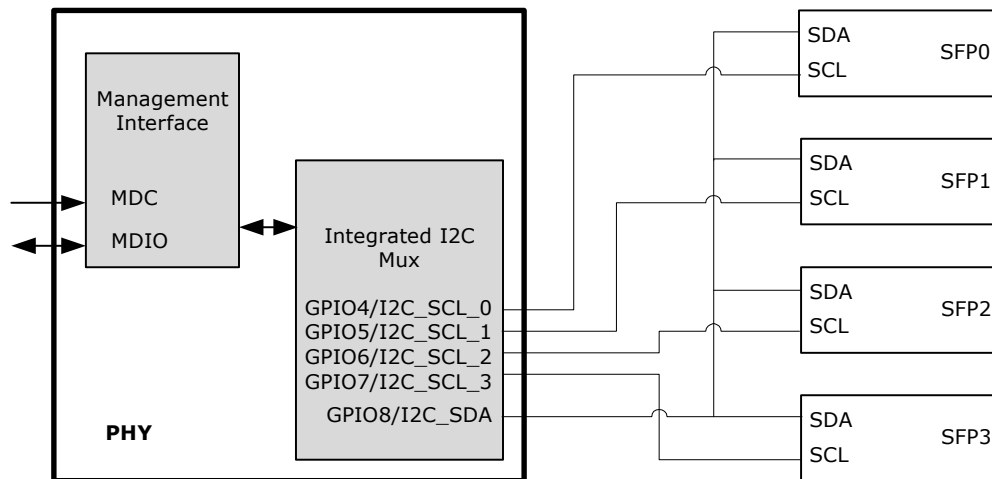 Management
Interface
MDC
MDIO
Integrated I2C
Mux
GPIO4/I2C_SCL_0
GPIO5/I2C_SCL_1
GPIO6/I2C_SCL_2
GPIO7/I2C_SCL_3
GPIO8/I2C_SDA
PHY
SDA
SFP0
SCL
SDA
SFP1
SCL
SDA
SFP2
SCL
SDA
SFP3
SCL